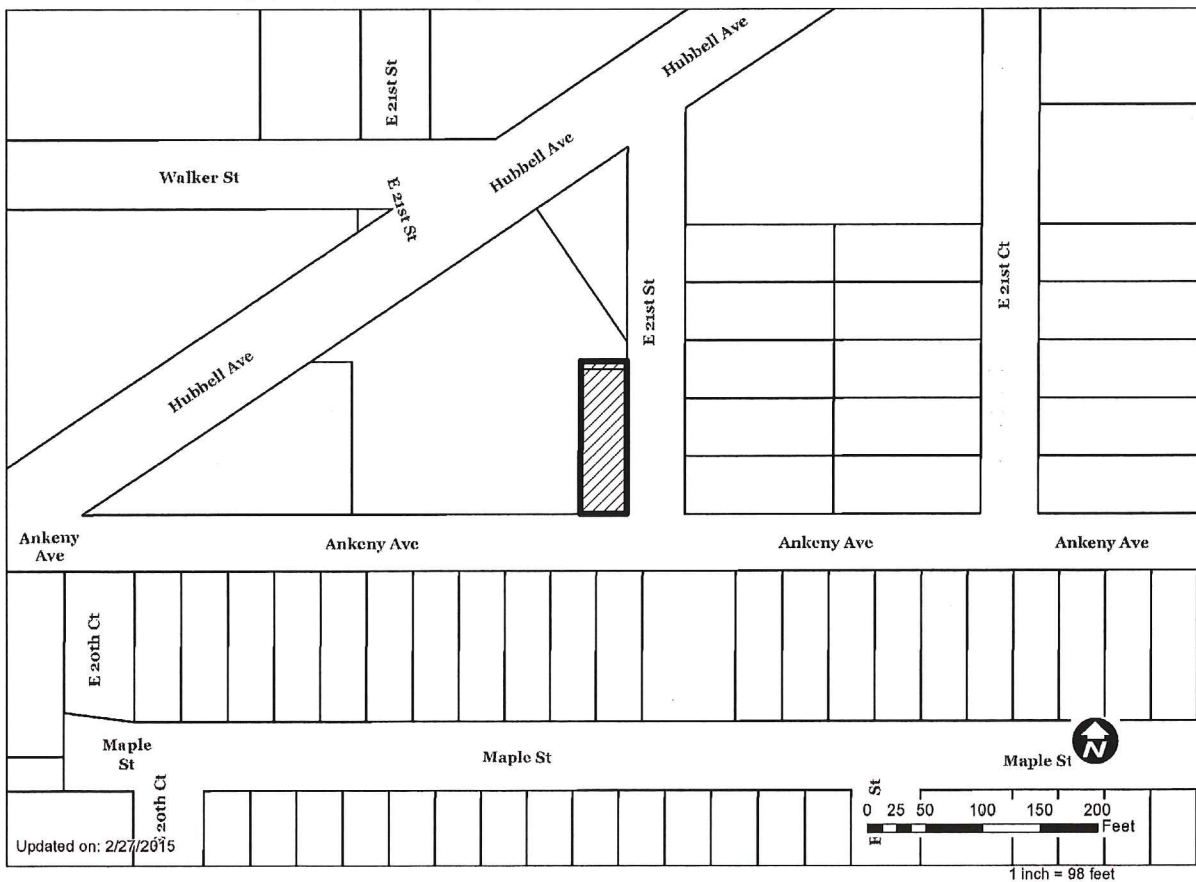 Hubbell Ave
E 21st St
Hubbell Ave
Walker St
E 21st St
E 21st St
E 21st Ct
Hubbell Ave
Ankeny
Ave
Ankeny Ave
Ankeny Ave
Ankeny Ave
E 20th Ct
Maple
St
Maple St
Maple St
N
E 20th Ct
E
St
0 25 50 100 150 200
Feet
Updated on: 2/27/2015
1 inch = 98 feet